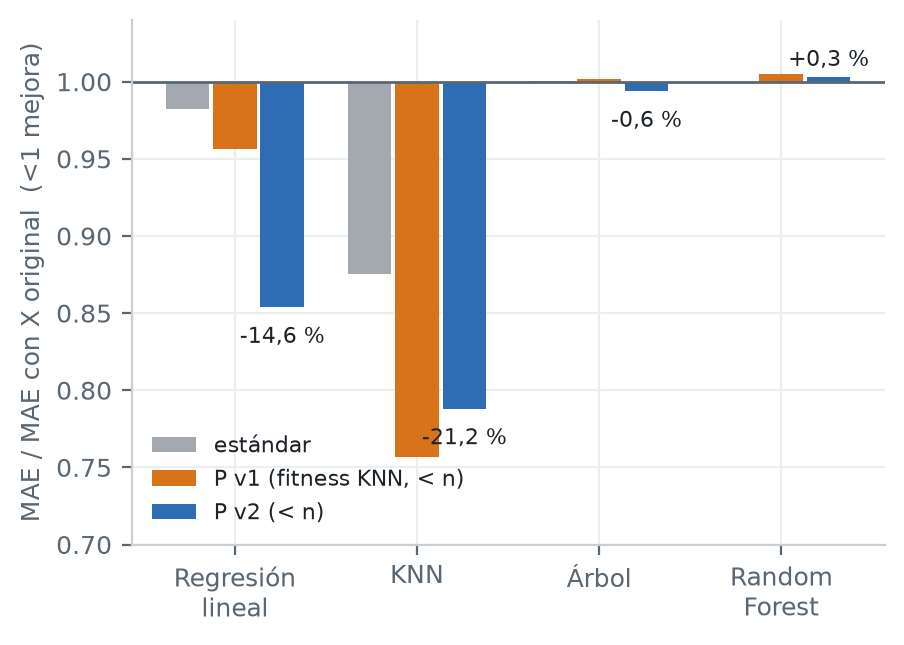 MAE / MAE con X original  (<1 mejora)
1.00
0.95
0.90
0.85
0.80
0.75
0.70
+0,3 %
-0,6 %
-14,6 %
-21,2 %
estándar
P v1 (fitness KNN, < n)
P v2 (< n)
Regresión
lineal
KNN
Árbol
Random
Forest